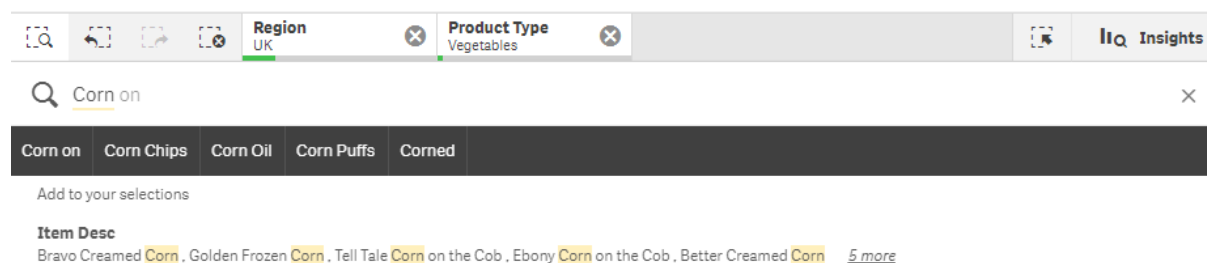 Region
UK
Product Type
Vegetables
Insights
Corn on
Corn on Corn Chips Corn Oil Corn Puffs Corned
Add to your selections
Item Desc
Bravo Creamed Corn , Golden Frozen Corn , Tell Tale Corn on the Cob , Ebony Corn on the Cob , Better Creamed Corn 5 more